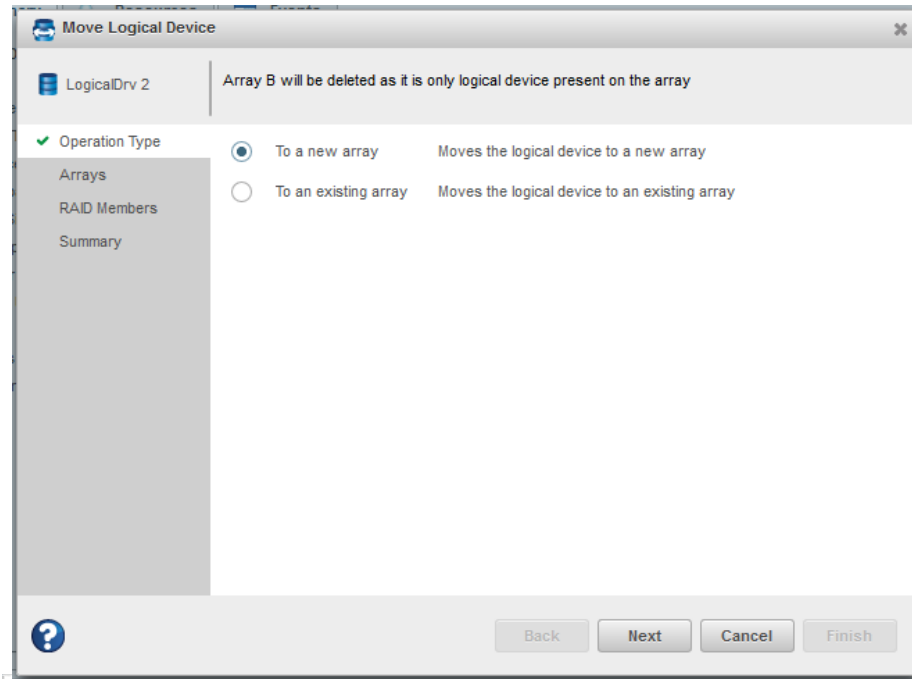 Move Logical Device
LogicalDrv 2
Array B will be deleted as it is only logical device present on the array
Operation Type
Arrays
RAID Members
Summary
To a new array Moves the logical device to a new array
To an existing array Moves the logical device to an existing array
Back Next Cancel Finish